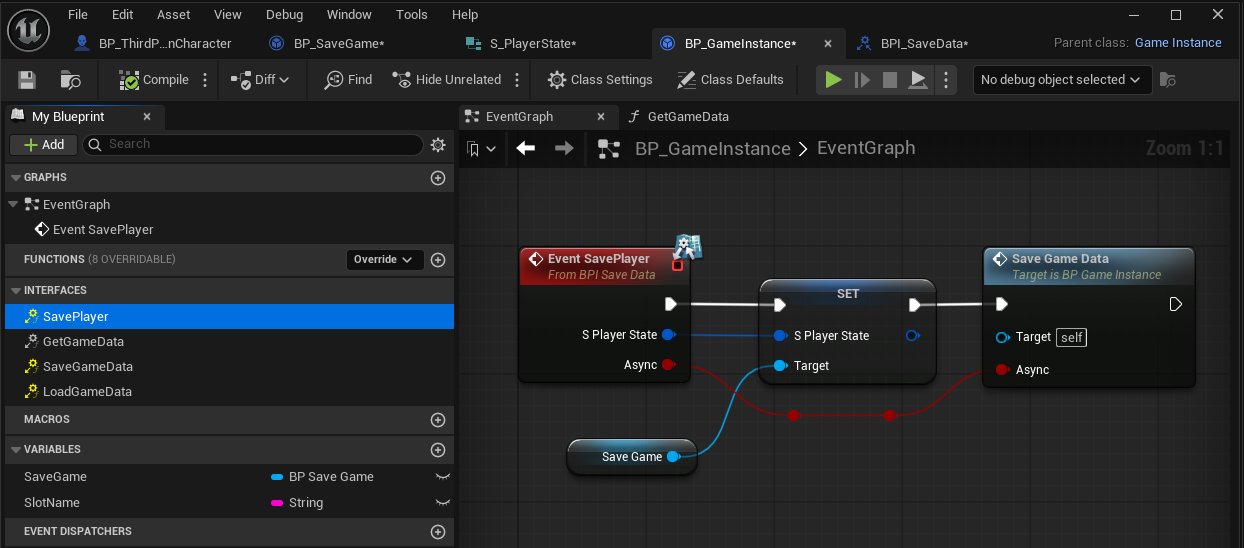 File Edit Asset View Debug Window Tools Help
BP_ThirdP...nCharacter BP_SaveGame* S_PlayerState* BP_GameInstance* BPI_SaveData* Parent class: Game Instance
Compile Diff Find Hide Unrelated Class Settings Class Defaults No debug object selected
My Blueprint EventGraph f GetGameData
Add Search BP_GameInstance > EventGraph Zoom 1:1
GRAPHS
EventGraph
Event SavePlayer
FUNCTIONS (8 OVERRIDABLE) Override
INTERFACES
SavePlayer
GetGameData
SaveGameData
LoadGameData
MACROS
VARIABLES
SaveGame BP Save Game
SlotName String
EVENT DISPATCHERS
Event SavePlayer
From BPI Save Data
S Player State
Async
SET
S Player State
Target
Save Game Data
Target is BP Game Instance
Target self
Async
Save Game